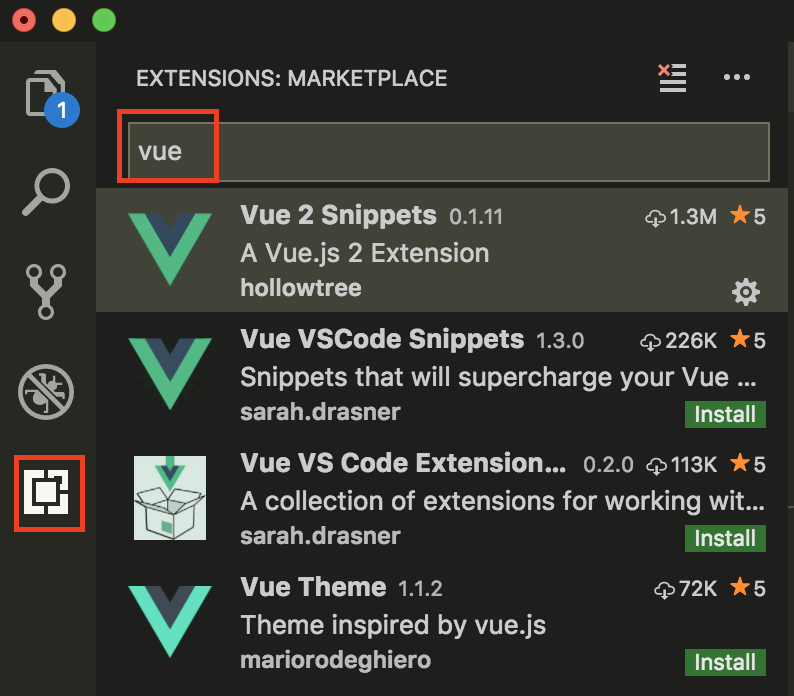 EXTENSIONS: MARKETPLACE
1
vue
Vue 2 Snippets 0.1.11 1.3M 5
A Vue.js 2 Extension
hollowtree
Vue VSCode Snippets 1.3.0 226K 5
Snippets that will supercharge your Vue ...
sarah.drasner
Install
Vue VS Code Extension... 0.2.0 113K 5
A collection of extensions for working wit...
sarah.drasner
Install
Vue Theme 1.1.2 72K 5
Theme inspired by vue.js
mariorodeghiero
Install